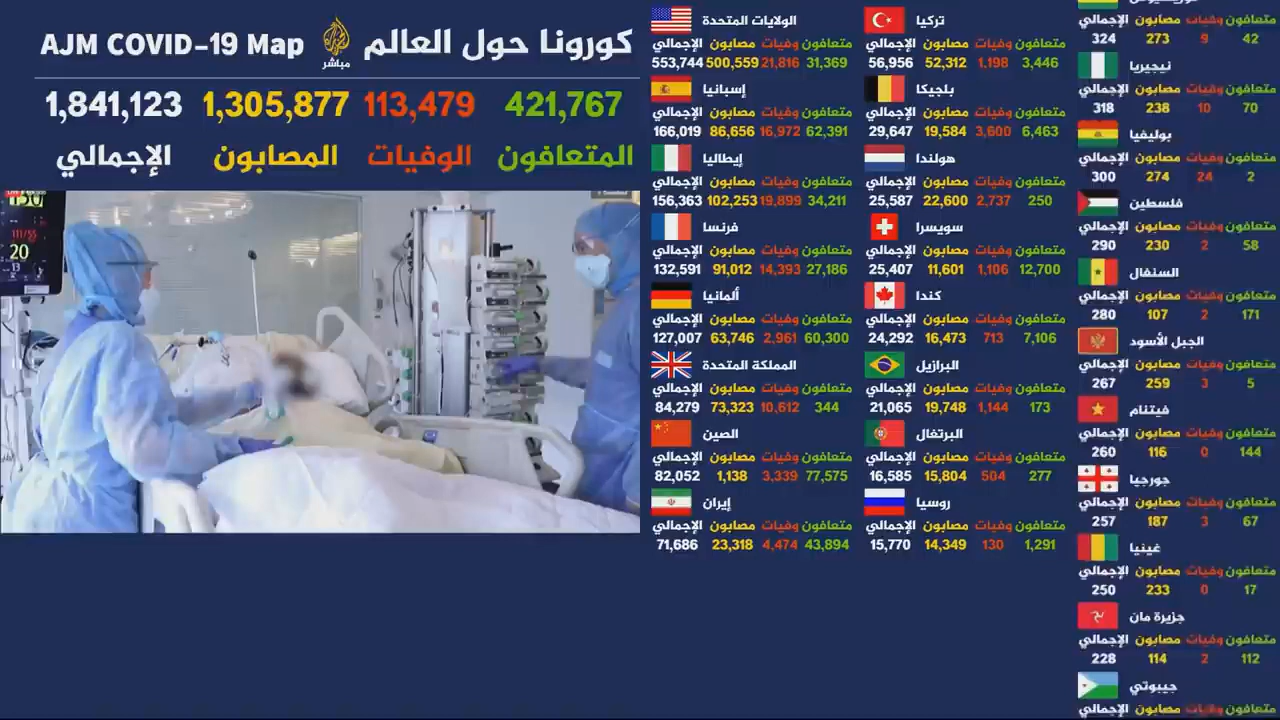 AJM COVID-19 Map
مباشر
كورونا حول العالم
1,841,123 1,305,877 113,479 421,767
الإجمالي المصابون الوفيات المتعافون
20
الولايات المتحدة
الإجمالي مصابون وفيات متعافون
553,744 500,559 21,816 31,369
إسبانيا
الإجمالي مصابون وفيات متعافون
166,019 86,656 16,972 62,391
إيطاليا
الإجمالي مصابون وفيات متعافون
156,363 102,253 19,899 34,211
فرنسا
الإجمالي مصابون وفيات متعافون
132,591 91,012 14,393 27,186
ألمانيا
الإجمالي مصابون وفيات متعافون
127,007 63,746 2,961 60,300
المملكة المتحدة
الإجمالي مصابون وفيات متعافون
84,279 73,323 10,612 344
الصين
الإجمالي مصابون وفيات متعافون
82,052 1,138 3,339 77,575
إيران
الإجمالي مصابون وفيات متعافون
71,686 23,318 4,474 43,894
تركيا
الإجمالي مصابون وفيات متعافون
56,956 52,312 1,198 3,446
بلجيكا
الإجمالي مصابون وفيات متعافون
29,647 19,584 3,600 6,463
هولندا
الإجمالي مصابون وفيات متعافون
25,587 22,600 2,737 250
سويسرا
الإجمالي مصابون وفيات متعافون
25,407 11,601 1,106 12,700
كندا
الإجمالي مصابون وفيات متعافون
24,292 16,473 713 7,106
البرازيل
الإجمالي مصابون وفيات متعافون
21,065 19,748 1,144 173
البرتغال
الإجمالي مصابون وفيات متعافون
16,585 15,804 504 277
روسيا
الإجمالي مصابون وفيات متعافون
15,770 14,349 130 1,291
الإجمالي مصابون وفيات متعافون
324 273 9 42
نيجيريا
الإجمالي مصابون وفيات متعافون
318 238 10 70
بوليفيا
الإجمالي مصابون وفيات متعافون
300 274 24 2
فلسطين
الإجمالي مصابون وفيات متعافون
290 230 2 58
السنغال
الإجمالي مصابون وفيات متعافون
280 107 2 171
الجبل الأسود
الإجمالي مصابون وفيات متعافون
267 259 3 5
فيتنام
الإجمالي مصابون وفيات متعافون
260 116 0 144
جورجيا
الإجمالي مصابون وفيات متعافون
257 187 3 67
غينيا
الإجمالي مصابون وفيات متعافون
250 233 0 17
جزيرة مان
الإجمالي مصابون وفيات متعافون
228 114 2 112
جيبوتي
الإجمالي مصابون وفيات متعافون